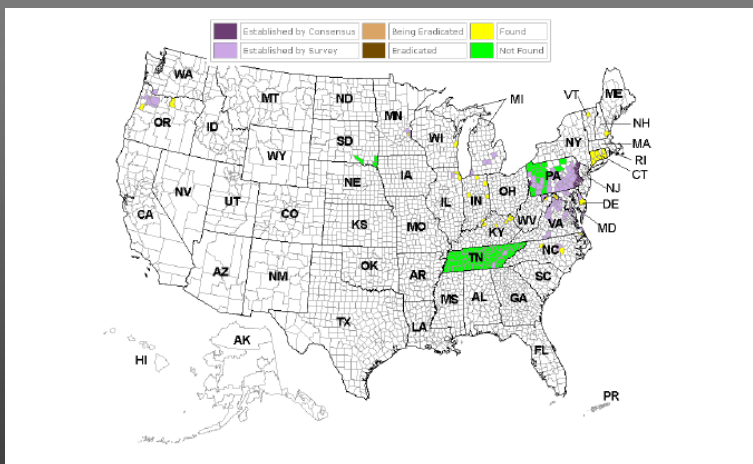 Established by Consensus Being Eradicated Found
Established by Survey Eradicated Not Found
WA
MT
ND
MN
MI
VT
ME
OR
ID
SD
WI
NY
NH
MA
WY
RI
CT
NE
IA
PA
NJ
NV
UT
CO
IL
IN
OH
DE
WV
VA
MD
CA
KS
MO
KY
NC
AZ
NM
OK
AR
TN
SC
MS
AL
GA
TX
LA
FL
AK
HI
PR